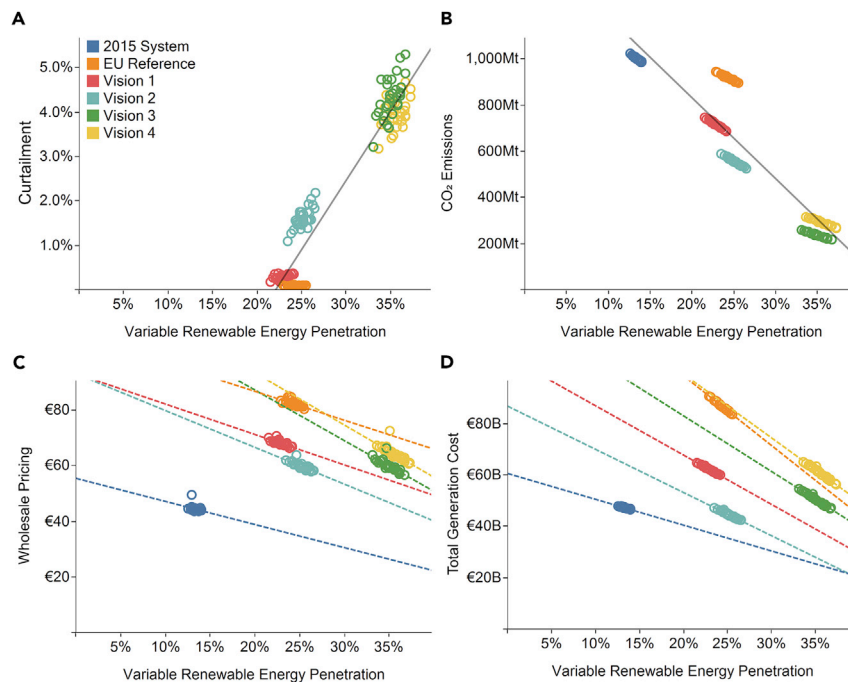 A
2015 System
EU Reference
Vision 1
Vision 2
Vision 3
Vision 4
5.0%
4.0%
3.0%
2.0%
1.0%
Curtailment
5% 10% 15% 20% 25% 30% 35%
Variable Renewable Energy Penetration
B
1,000Mt
800Mt
600Mt
400Mt
200Mt
CO₂ Emissions
5% 10% 15% 20% 25% 30% 35%
Variable Renewable Energy Penetration
C
€80
€60
€40
€20
Wholesale Pricing
5% 10% 15% 20% 25% 30% 35%
Variable Renewable Energy Penetration
D
€80B
€60B
€40B
€20B
Total Generation Cost
5% 10% 15% 20% 25% 30% 35%
Variable Renewable Energy Penetration